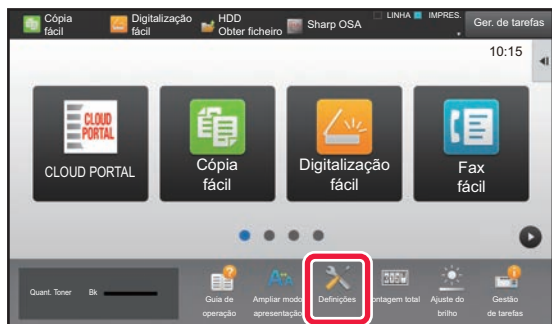 Cópia
fácil
Digitalização
fácil
HDD
Obter ficheiro
Sharp OSA
LINHA
IMPRES.
Ger. de tarefas
10:15
CLOUD
PORTAL
CLOUD PORTAL
Cópia
fácil
Digitalização
fácil
Fax
fácil
Quant. Toner
Bk
Guia de
operação
Ampliar modo
apresentação
Definições
ontagem total
Ajuste do
brilho
Gestão
de tarefas